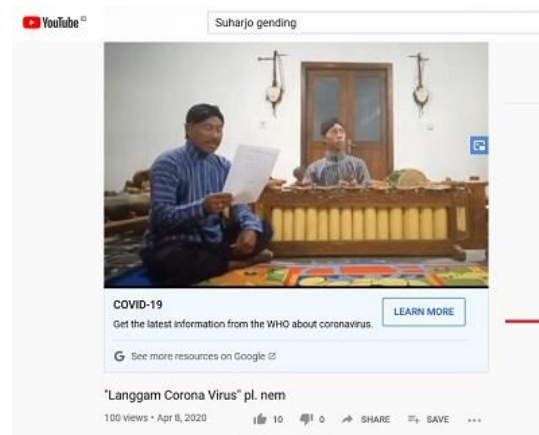 YouTube ID
Suharjo gending
COVID-19
LEARN MORE
Get the latest information from the WHO about coronavirus.
G See more resources on Google
"Langgam Corona Virus" pl. nem
100 views • Apr 8, 2020 10 0 SHARE SAVE ...